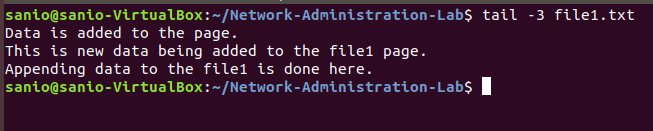 sanio@sanio-VirtualBox:~/Network-Administration-Lab$ tail -3 file1.txt
Data is added to the page.
This is new data being added to the file1 page.
Appending data to the file1 is done here.
sanio@sanio-VirtualBox:~/Network-Administration-Lab$